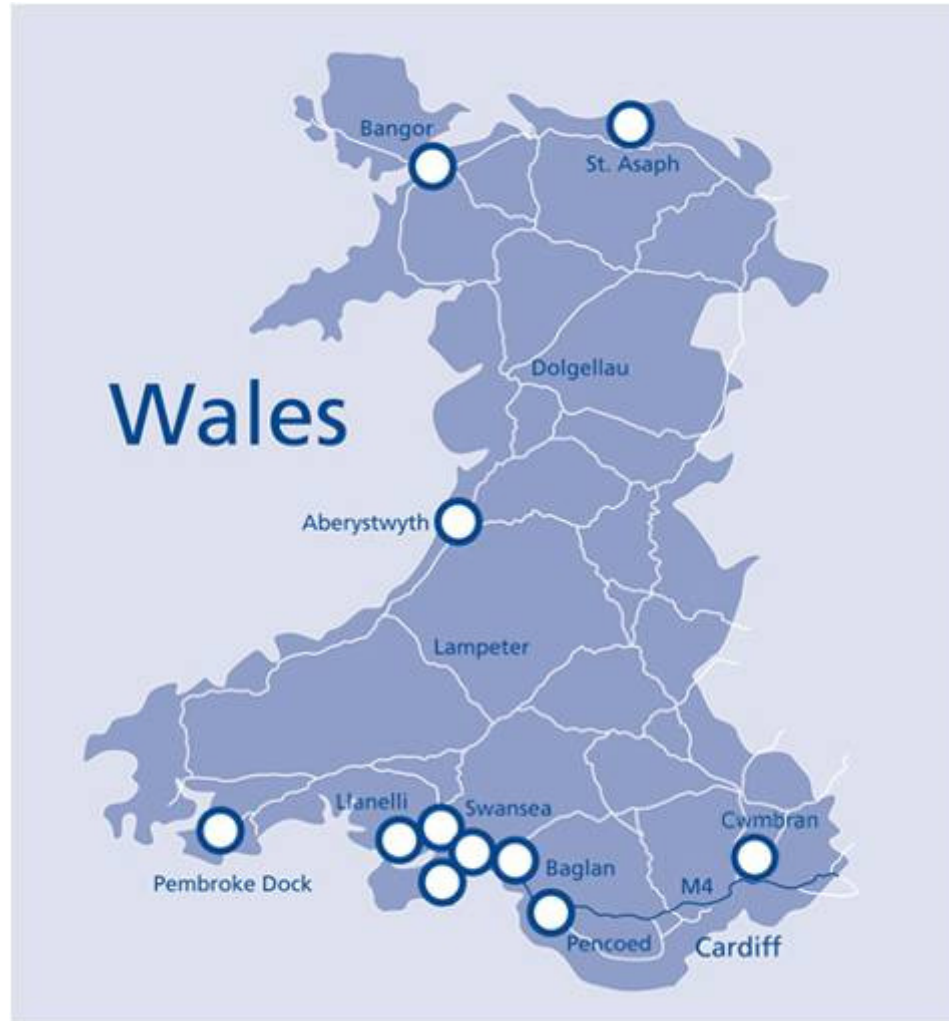 Bangor
St. Asaph
Dolgellau
Wales
Aberystwyth
Lampeter
Llanelli
Swansea
Cwmbran
Baglan
Pembroke Dock
M4
Pencoed
Cardiff